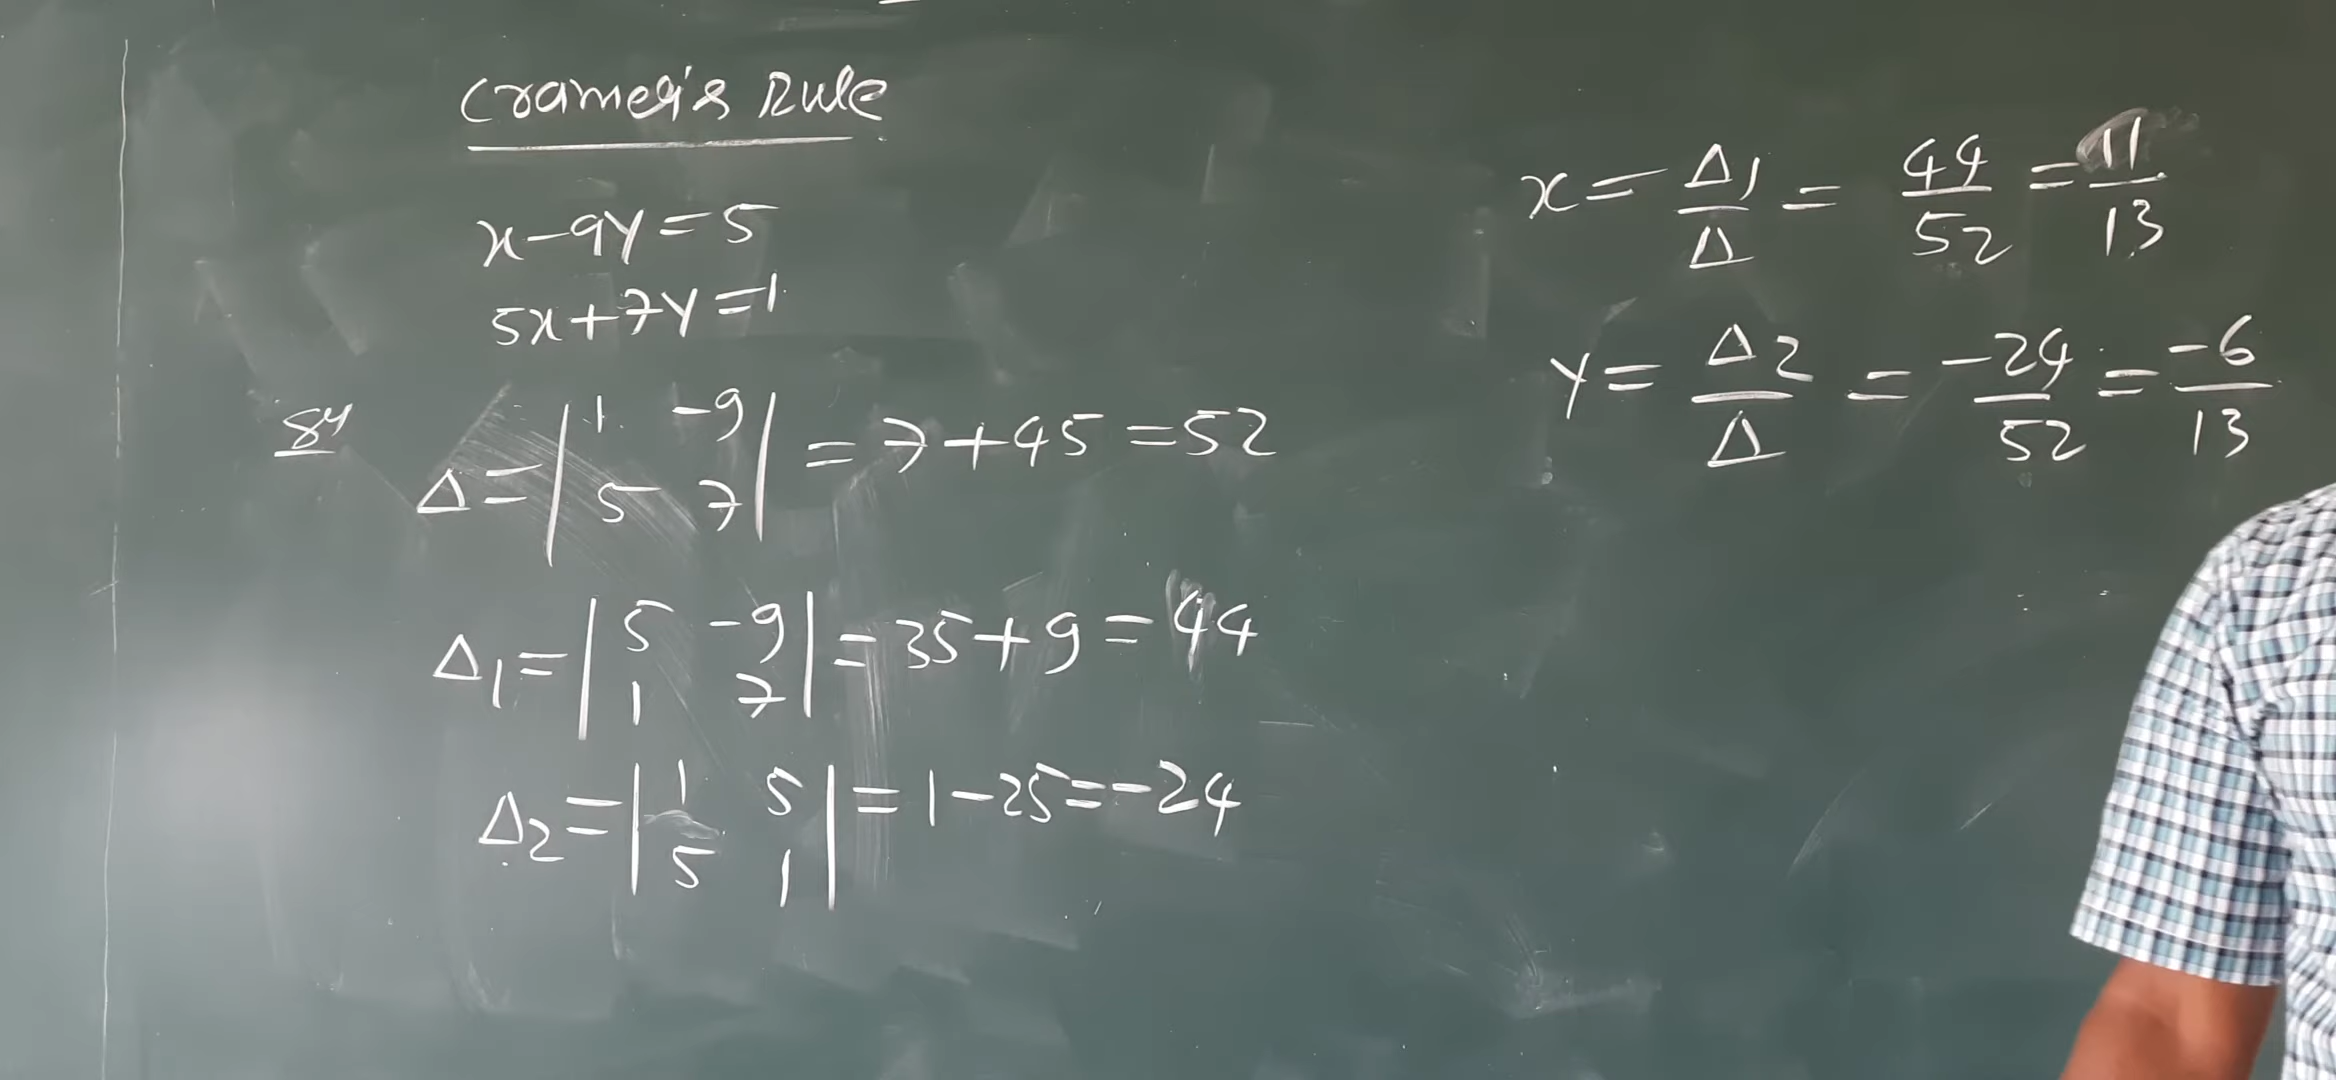 Cramer's Rule
x-9y=5
5x+7y=1
Sol
Δ = | 1 -9 | = 7+45 =52
| 5 7 |
Δ1 = | 5 -9 | = 35+9 = 44
| 1 7 |
Δ2 = | 1 5 | = 1-25=-24
| 5 1 |
x = Δ1/Δ = 44/52 = 11/13
y = Δ2/Δ = -24/52 = -6/13